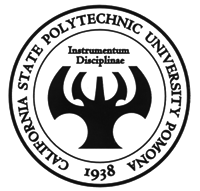 CALIFORNIA STATE POLYTECHNIC UNIVERSITY POMONA
Instrumentum
Disciplinae
1938